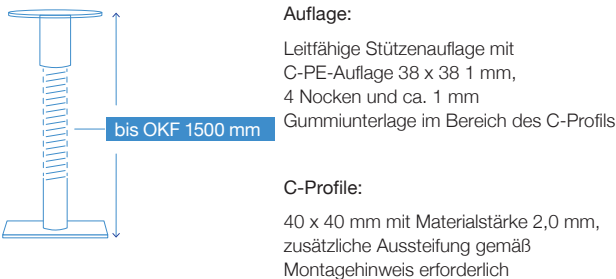 Auflage:
Leitfähige Stützenauflage mit
C-PE-Auflage 38 x 38 1 mm,
4 Nocken und ca. 1 mm
Gummiunterlage im Bereich des C-Profils
bis OKF 1500 mm
C-Profile:
40 x 40 mm mit Materialstärke 2,0 mm,
zusätzliche Aussteifung gemäß
Montagehinweis erforderlich